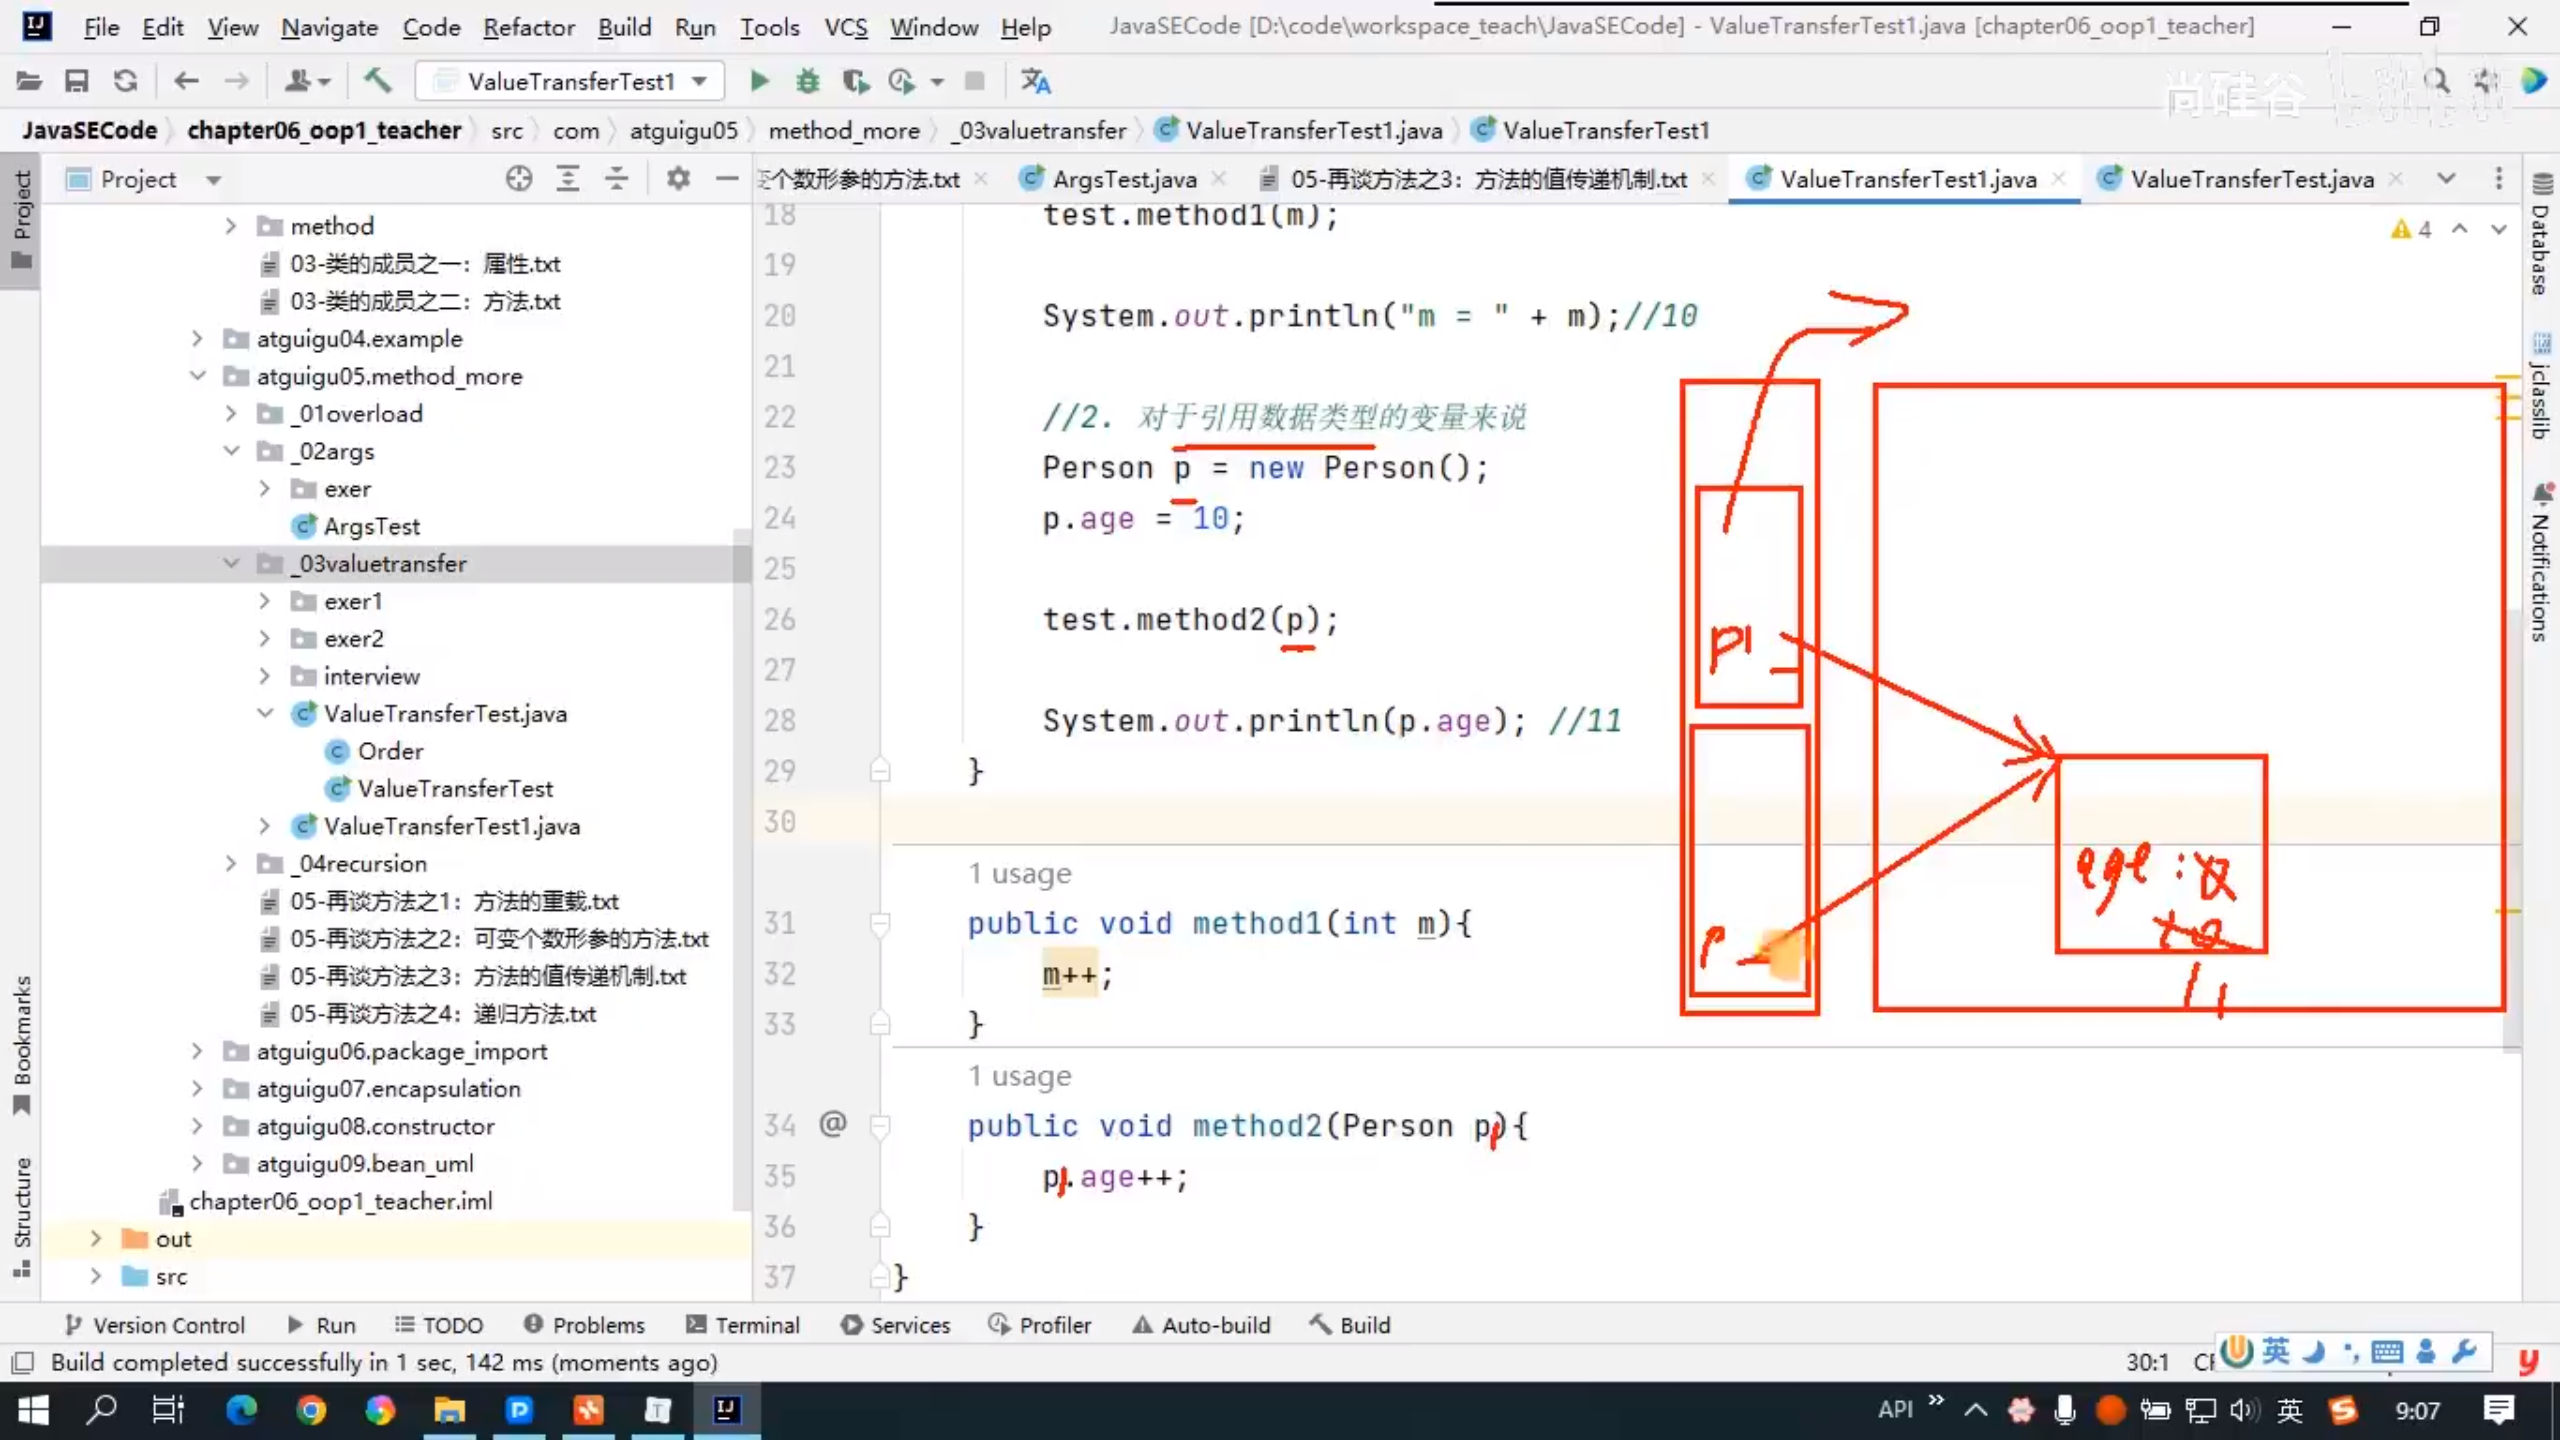 File Edit View Navigate Code Refactor Build Run Tools VCS Window Help JavaSECode [D:\code\workspace_teach\JavaSECode] - ValueTransferTest1.java [chapter06_oop1_teacher]
ValueTransferTest1
尚硅谷
JavaSECode chapter06_oop1_teacher src com atguigu05 method_more _03valuetransfer ValueTransferTest1.java ValueTransferTest1
Project
个数形参的方法.txt ArgsTest.java 05-再谈方法之3：方法的值传递机制.txt ValueTransferTest1.java ValueTransferTest.java
Project
Bookmarks
Structure
method
03-类的成员之一：属性.txt
03-类的成员之二：方法.txt
atguigu04.example
atguigu05.method_more
_01overload
_02args
exer
ArgsTest
_03valuetransfer
exer1
exer2
interview
ValueTransferTest.java
Order
ValueTransferTest
ValueTransferTest1.java
_04recursion
05-再谈方法之1：方法的重载.txt
05-再谈方法之2：可变个数形参的方法.txt
05-再谈方法之3：方法的值传递机制.txt
05-再谈方法之4：递归方法.txt
atguigu06.package_import
atguigu07.encapsulation
atguigu08.constructor
atguigu09.bean_uml
chapter06_oop1_teacher.iml
out
src
4
18 test.method1(m);
19
20 System.out.println("m = " + m);//10
21
22 //2. 对于引用数据类型的变量来说
23 Person p = new Person();
24 p.age = 10;
25
26 test.method2(p);
27
28 System.out.println(p.age); //11
29 }
30
1 usage
31 public void method1(int m){
32 m++;
33 }
1 usage
34 @ public void method2(Person p){
35 p.age++;
36 }
37 }
p1
p
age:
10
11
Database
jclasslib
Notifications
Version Control Run TODO Problems Terminal Services Profiler Auto-build Build
Build completed successfully in 1 sec, 142 ms (moments ago) 30:1
英
API 英 9:07